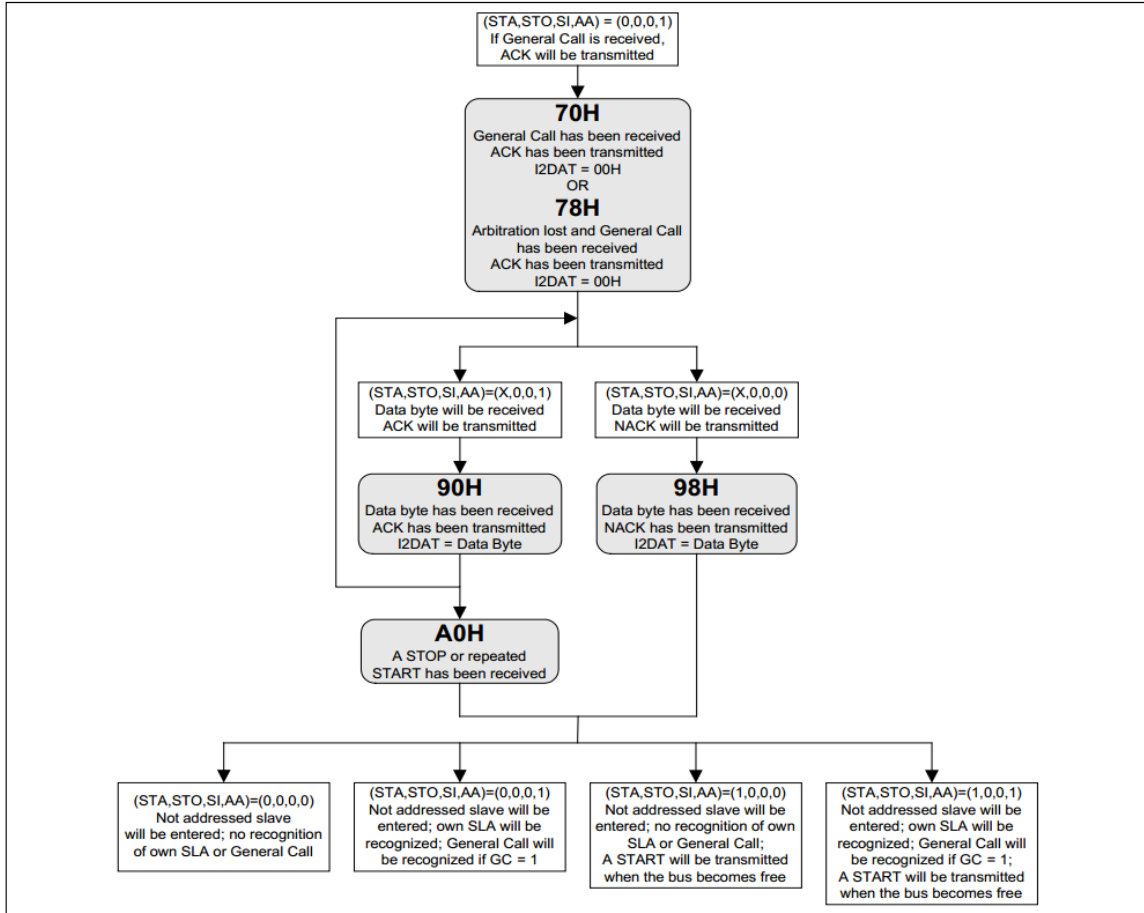 (STA,STO,SI,AA) = (0,0,0,1)
If General Call is received,
ACK will be transmitted
70H
General Call has been received
ACK has been transmitted
I2DAT = 00H
OR
78H
Arbitration lost and General Call
has been received
ACK has been transmitted
I2DAT = 00H
(STA,STO,SI,AA)=(X,0,0,1)
Data byte will be received
ACK will be transmitted
(STA,STO,SI,AA)=(X,0,0,0)
Data byte will be received
NACK will be transmitted
90H
Data byte has been received
ACK has been transmitted
I2DAT = Data Byte
98H
Data byte has been received
NACK has been transmitted
I2DAT = Data Byte
A0H
A STOP or repeated
START has been received
(STA,STO,SI,AA)=(0,0,0,0)
Not addressed slave
will be entered; no recognition
of own SLA or General Call
(STA,STO,SI,AA)=(0,0,0,1)
Not addressed slave will be
entered; own SLA will be
recognized; General Call will
be recognized if GC = 1
(STA,STO,SI,AA)=(1,0,0,0)
Not addressed slave will be
entered; no recognition of own
SLA or General Call;
A START will be transmitted
when the bus becomes free
(STA,STO,SI,AA)=(1,0,0,1)
Not addressed slave will be
entered; own SLA will be
recognized; General Call will
be recognized if GC = 1;
A START will be transmitted
when the bus becomes free